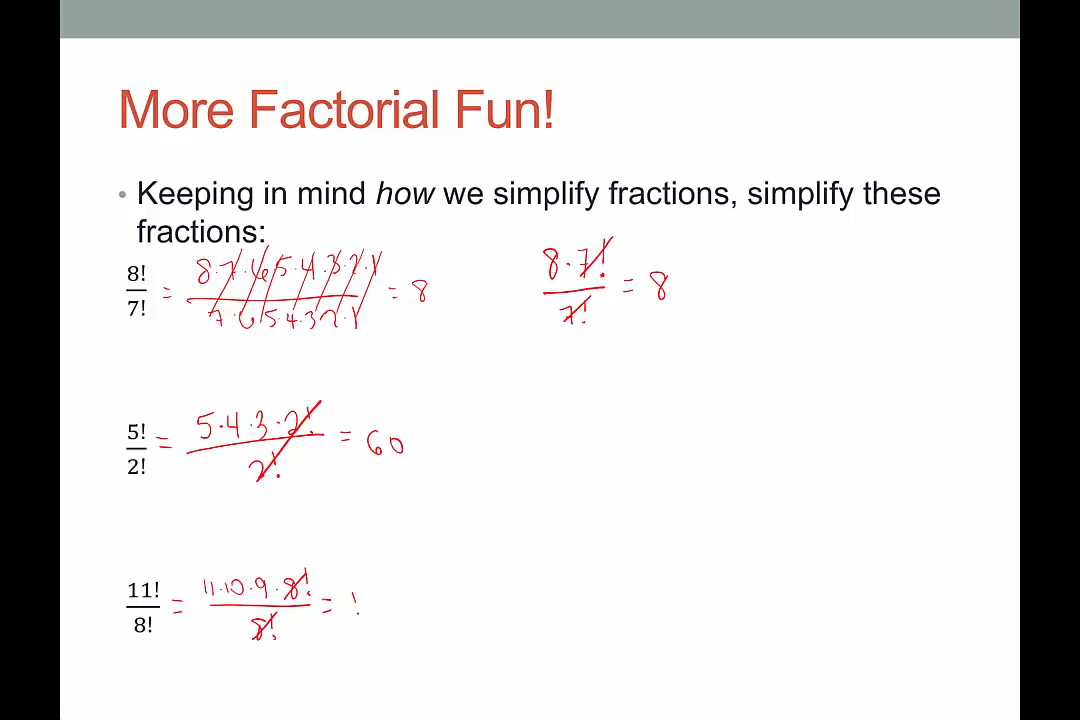 More Factorial Fun!
• Keeping in mind how we simplify fractions, simplify these
fractions:
8!/7! = (8·7·6·5·4·3·2·1)/(7·6·5·4·3·2·1) = 8
(8·7!)/7! = 8
5!/2! = (5·4·3·2!)/2! = 60
11!/8! = (11·10·9·8!)/8! =